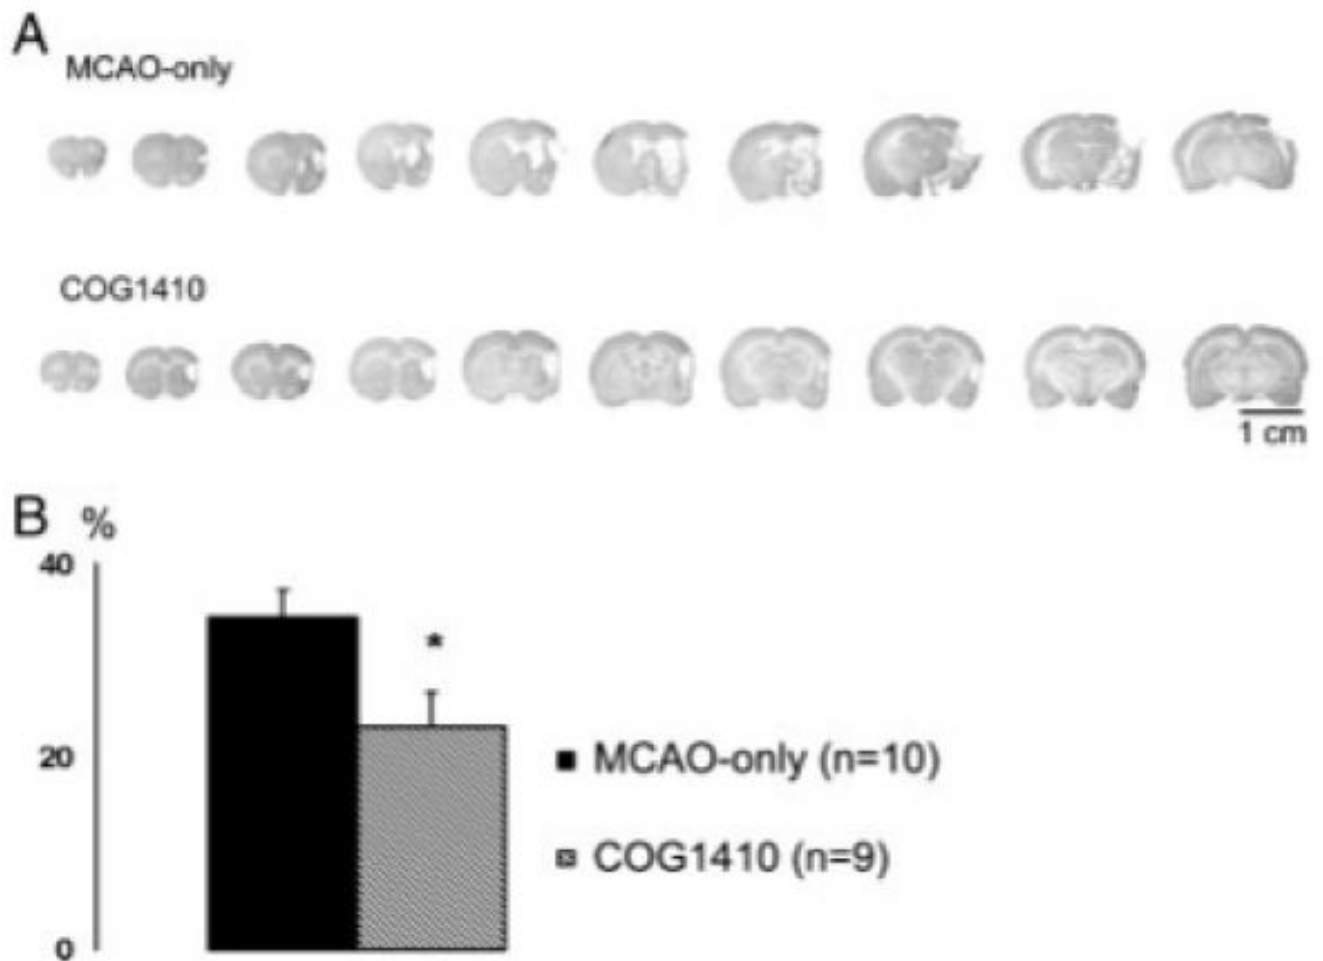 A
MCAO-only
COG1410
1 cm
B %
40
20
0
*
MCAO-only (n=10)
COG1410 (n=9)